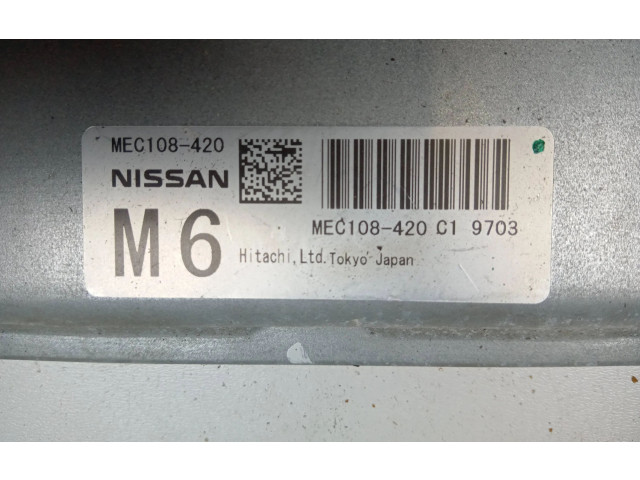 MEC108-420
NISSAN
M6
MEC108-420 C1 9703
Hitachi,Ltd.Tokyo Japan